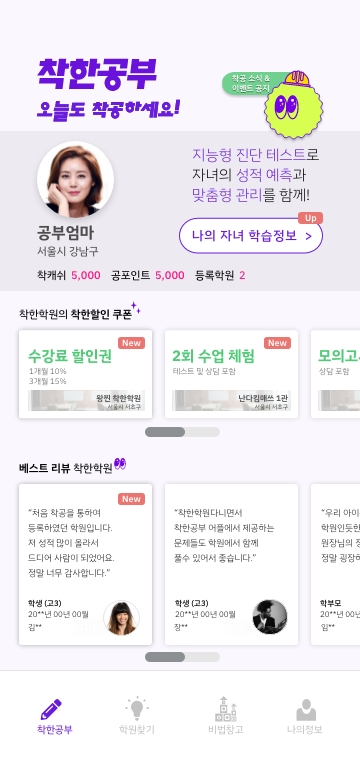 착한공부
오늘도 착공하세요!
착공 소식 &
이벤트 공지
지능형 진단 테스트로
자녀의 성적 예측과
맞춤형 관리를 함께!
공부엄마
서울시 강남구
Up
나의 자녀 학습정보 >
착캐쉬 5,000 공포인트 5,000 등록학원 2
착한학원의 착한할인 쿠폰
New
수강료 할인권
1개월 10%
3개월 15%
왕찐 착한학원
서울시 서초구
New
2회 수업 체험
테스트 및 상담 포함
난다킴매쓰 1관
서울시 서초구
모의고
상담 포함
베스트 리뷰 착한학원
New
“처음 착공을 통하여
등록하였던 학원입니다.
저 성적 많이 올라서
드디어 사람이 되었어요.
정말 너무 감사합니다.”
학생 (고3)
20**년 00년 00월
김**
“착한학원다니면서
착한공부 어플에서 제공하는
문제들도 학원에서 함께
풀수 있어서 좋습니다.”
학생 (고3)
20**년 00년 00월
장**
“우리 아이
학원인듯한
원장님의 정
정말 굉장히
학부모
20**년 00
임**
착한공부
학원찾기
비법창고
나의정보